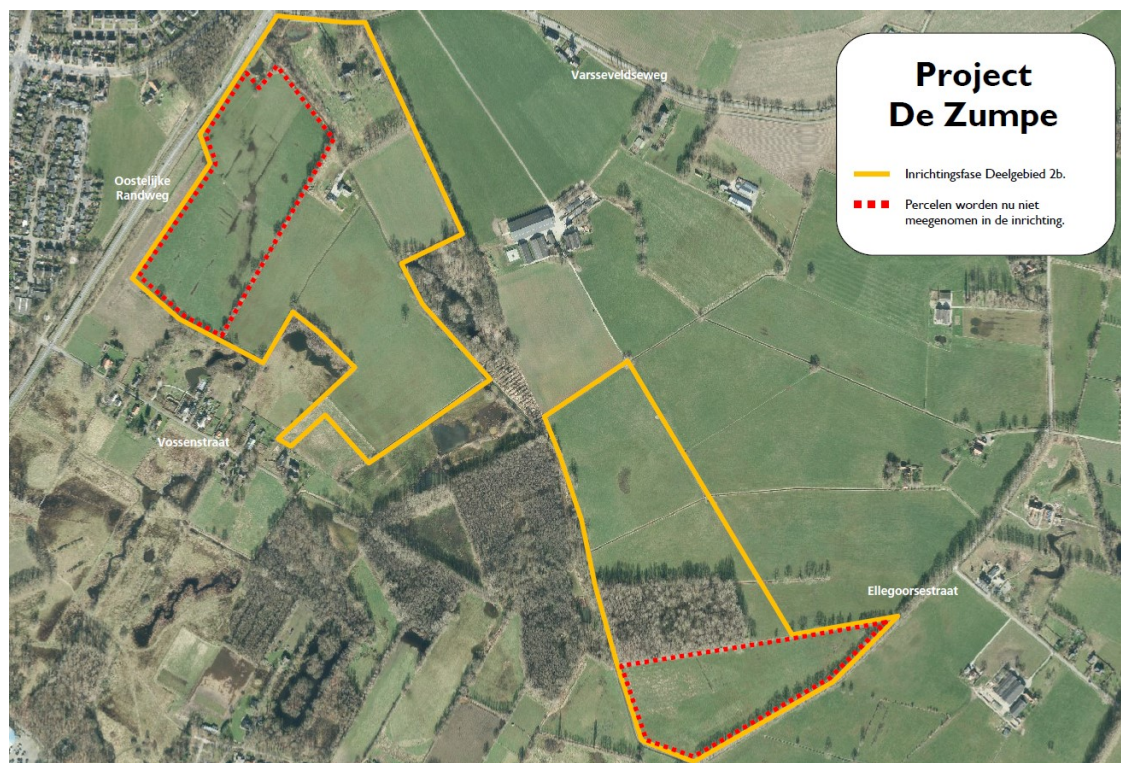 Project
De Zumpe
Inrichtingsfase Deelgebied 2b.
Percelen worden nu niet
meegenomen in de inrichting.
Varsseveldseweg
Oostelijke
Randweg
Vossenstraat
Ellegoorsestraat